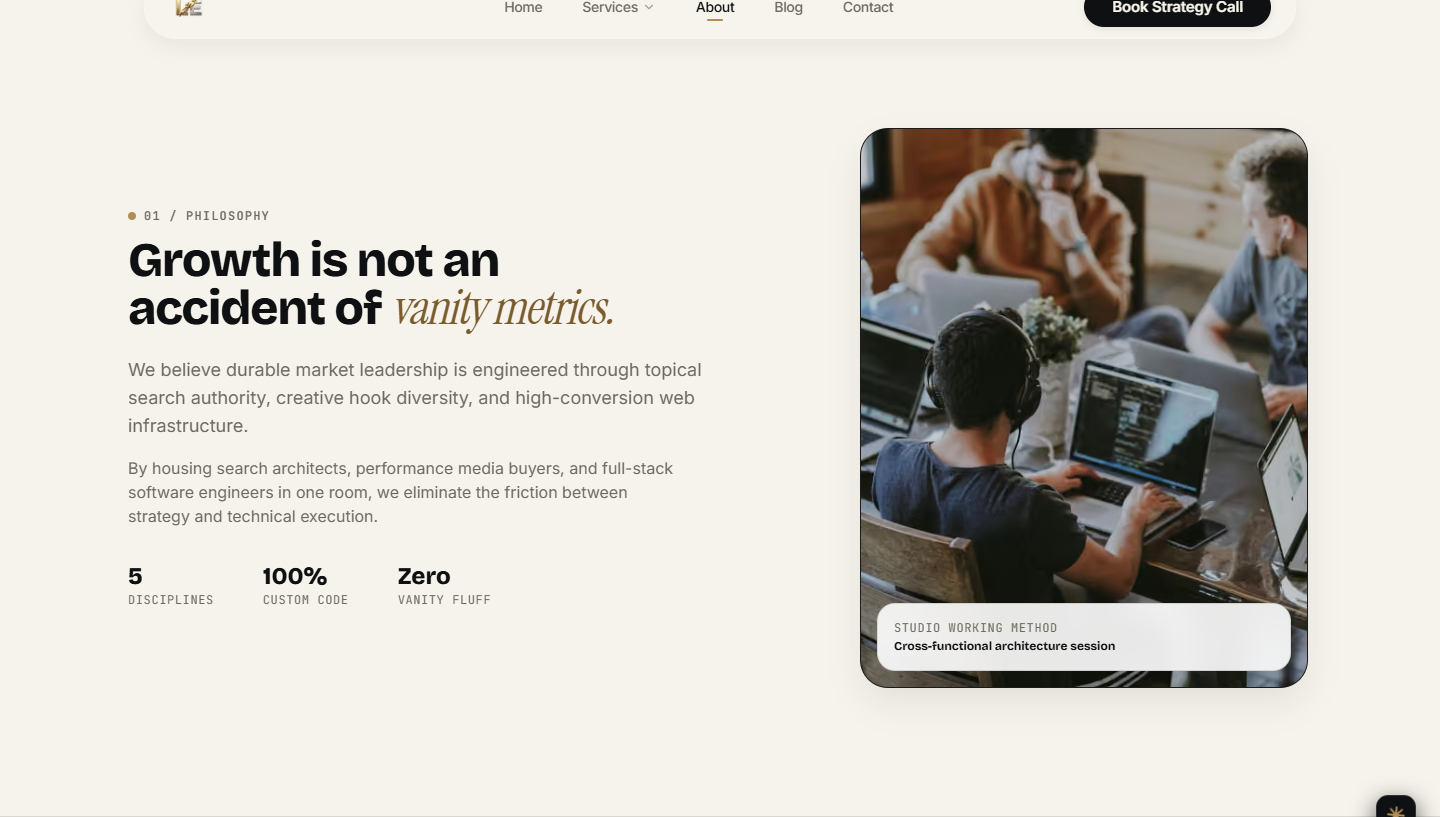 Home
Services
About
Blog
Contact
Book Strategy Call
01 / PHILOSOPHY
Growth is not an
accident of vanity metrics.
We believe durable market leadership is engineered through topical
search authority, creative hook diversity, and high-conversion web
infrastructure.
By housing search architects, performance media buyers, and full-stack
software engineers in one room, we eliminate the friction between
strategy and technical execution.
5
DISCIPLINES
100%
CUSTOM CODE
Zero
VANITY FLUFF
STUDIO WORKING METHOD
Cross-functional architecture session